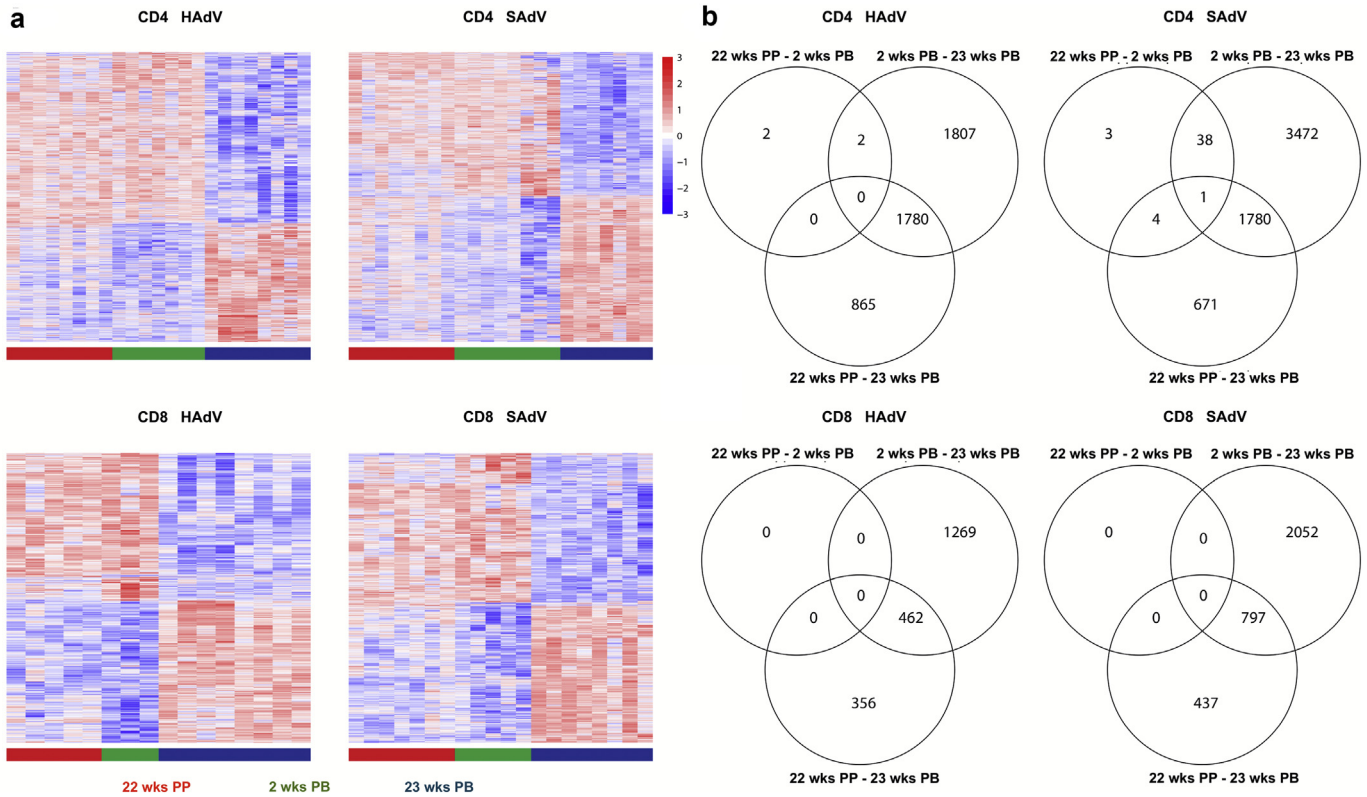 a
CD4 HAdV
CD4 SAdV
3
2
1
0
−1
−2
−3
CD8 HAdV
CD8 SAdV
22 wks PP
2 wks PB
23 wks PB
b
CD4 HAdV
22 wks PP - 2 wks PB
2 wks PB - 23 wks PB
2
2
1807
0
0
1780
865
22 wks PP - 23 wks PB
CD4 SAdV
22 wks PP - 2 wks PB
2 wks PB - 23 wks PB
3
38
3472
1
4
1780
671
22 wks PP - 23 wks PB
CD8 HAdV
22 wks PP - 2 wks PB
2 wks PB - 23 wks PB
0
0
1269
0
0
462
356
22 wks PP - 23 wks PB
CD8 SAdV
22 wks PP - 2 wks PB
2 wks PB - 23 wks PB
0
0
2052
0
0
797
437
22 wks PP - 23 wks PB